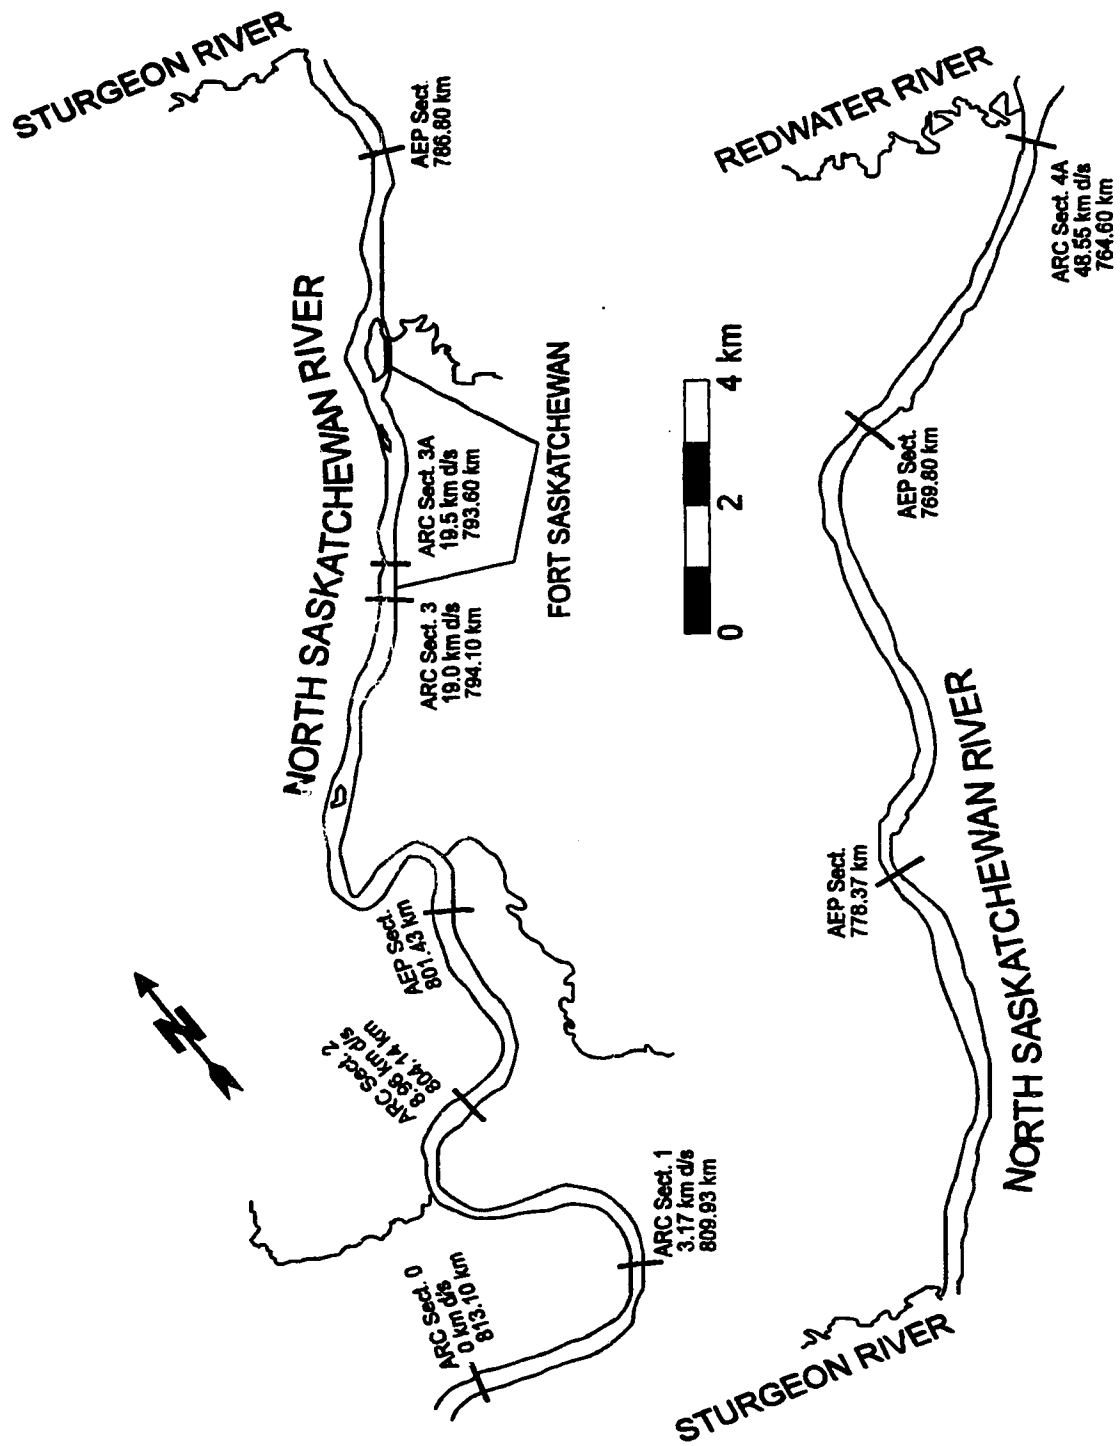 STURGEON RIVER
AEP Sect.
786.80 km
NORTH SASKATCHEWAN RIVER
ARC Sect. 3A
19.5 km d/s
793.60 km
ARC Sect. 3
19.0 km d/s
794.10 km
FORT SASKATCHEWAN
AEP Sect.
801.43 km
N
ARC Sect. 2
8.96 km d/s
804.14 km
ARC Sect. 1
3.17 km d/s
809.93 km
ARC Sect. 0
0 km d/s
813.10 km
0 2 4 km
REDWATER RIVER
ARC Sect. 4A
48.55 km d/s
764.60 km
AEP Sect.
769.80 km
AEP Sect.
778.37 km
NORTH SASKATCHEWAN RIVER
STURGEON RIVER